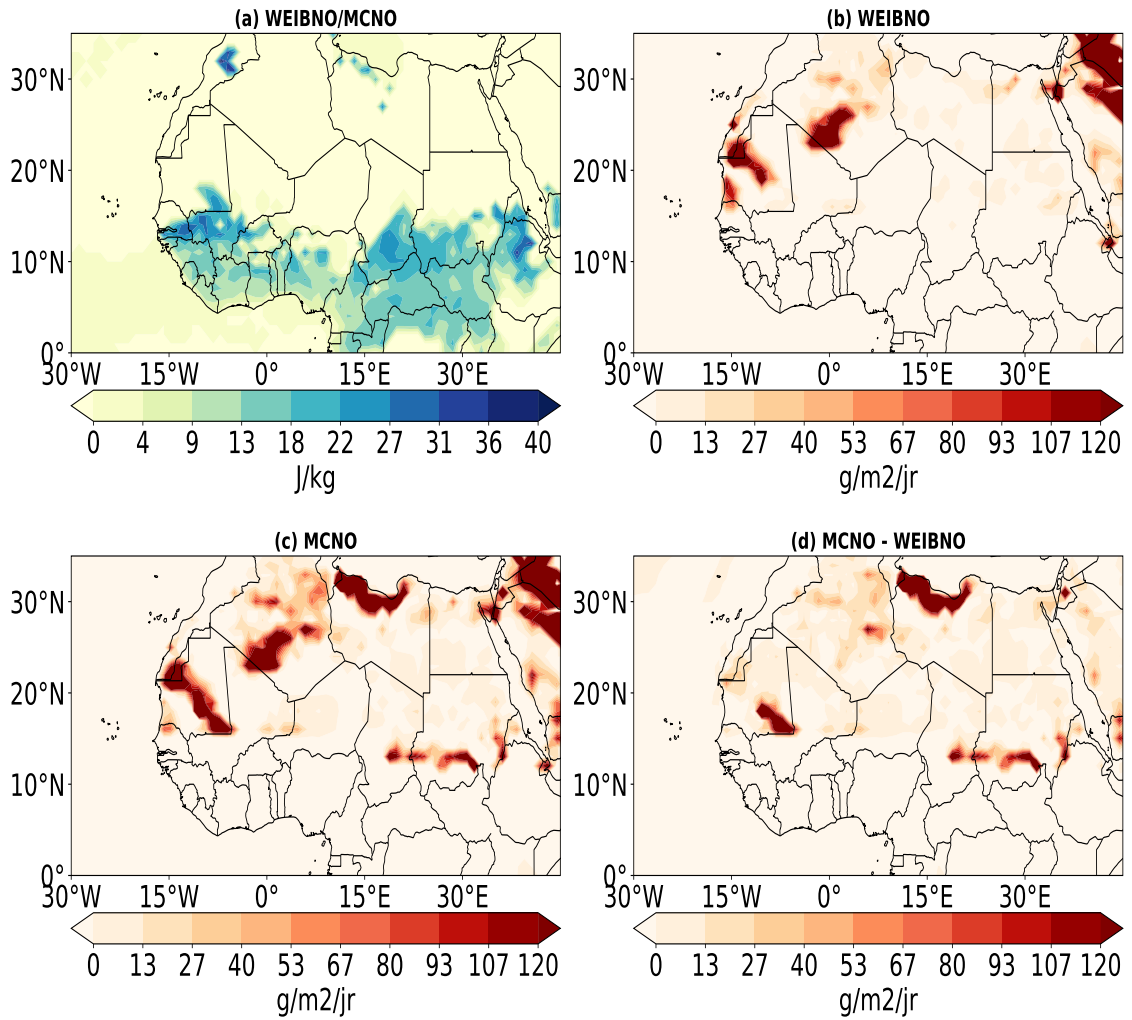 (a) WEIBNO/MCNO
(b) WEIBNO
30°N
20°N
10°N
0°
30°W 15°W 0° 15°E 30°E
0 4 9 13 18 22 27 31 36 40
J/kg
30°N
20°N
10°N
0°
30°W 15°W 0° 15°E 30°E
0 13 27 40 53 67 80 93 107 120
g/m2/jr
(c) MCNO
(d) MCNO - WEIBNO
30°N
20°N
10°N
0°
30°W 15°W 0° 15°E 30°E
0 13 27 40 53 67 80 93 107 120
g/m2/jr
30°N
20°N
10°N
0°
30°W 15°W 0° 15°E 30°E
0 13 27 40 53 67 80 93 107 120
g/m2/jr